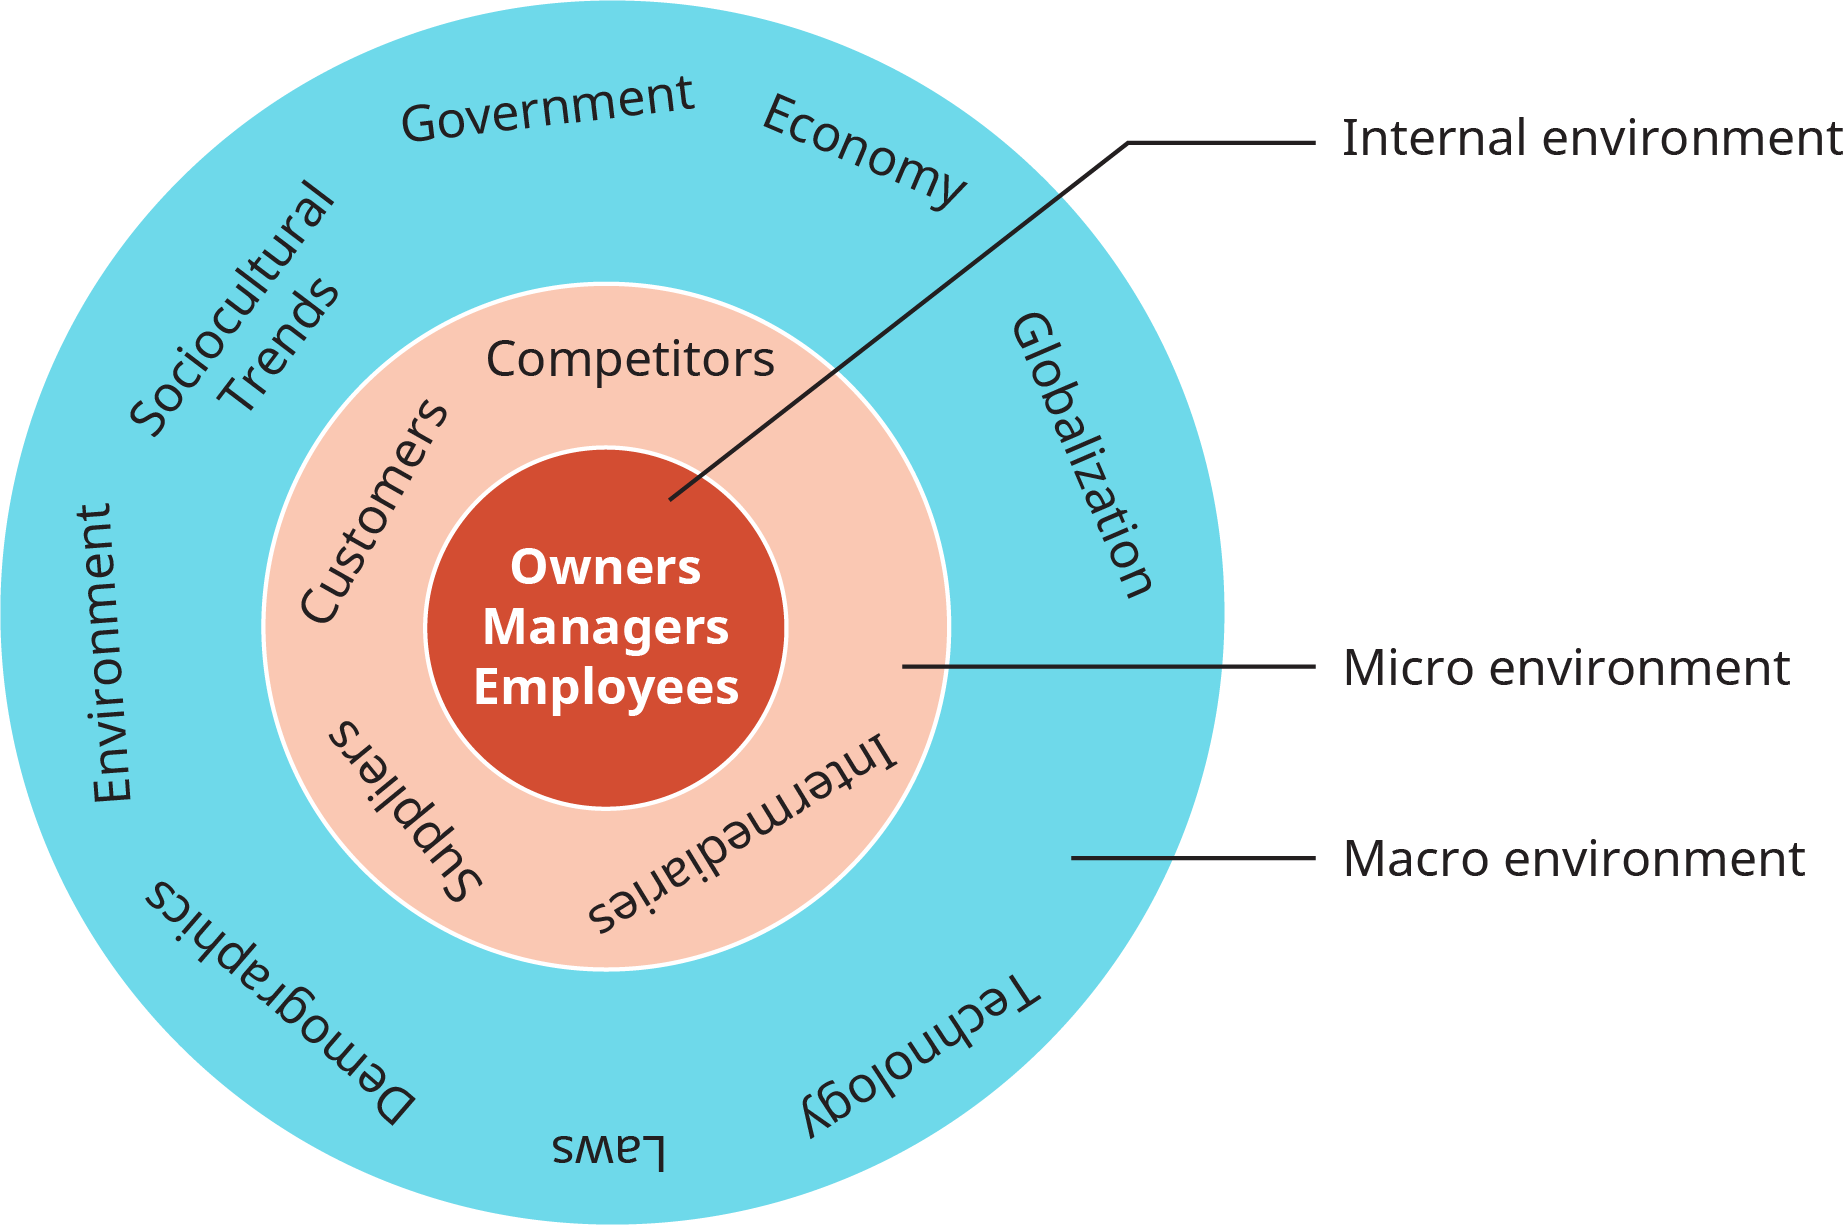 Government
Economy
Sociocultural
Trends
Globalization
Environment
Technology
Laws
Demographics
Competitors
Customers
Suppliers
Intermediaries
Owners
Managers
Employees
Internal environment
Micro environment
Macro environment